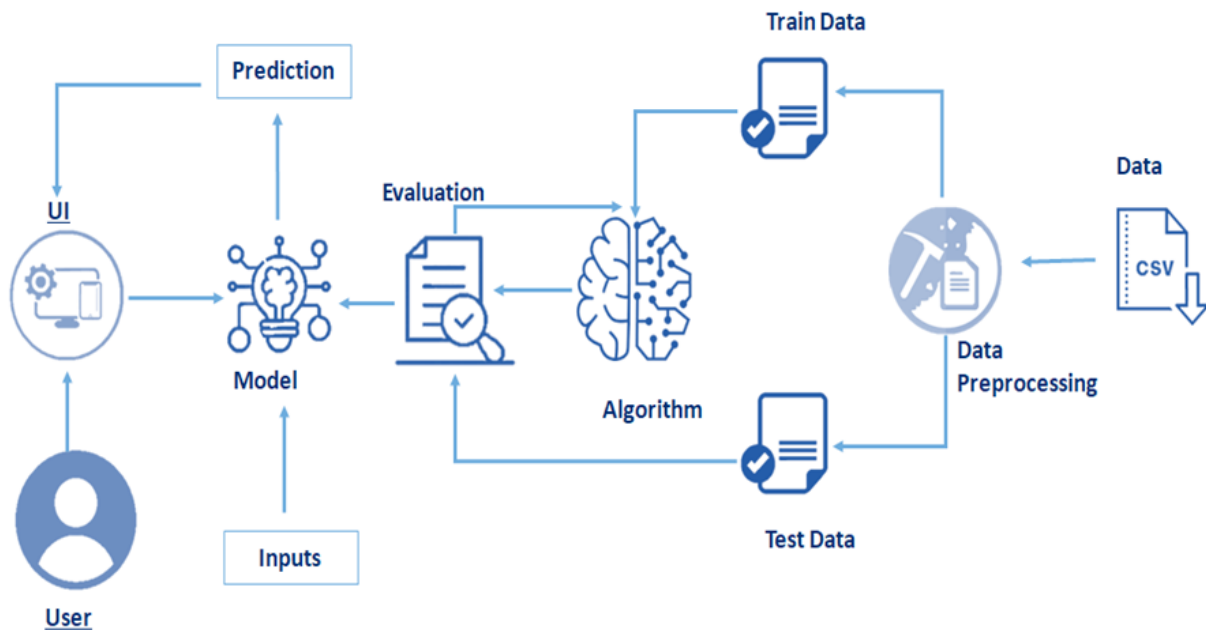 Train Data
Prediction
Data
Evaluation
UI
CSV
Data
Preprocessing
Model
Algorithm
Inputs
Test Data
User